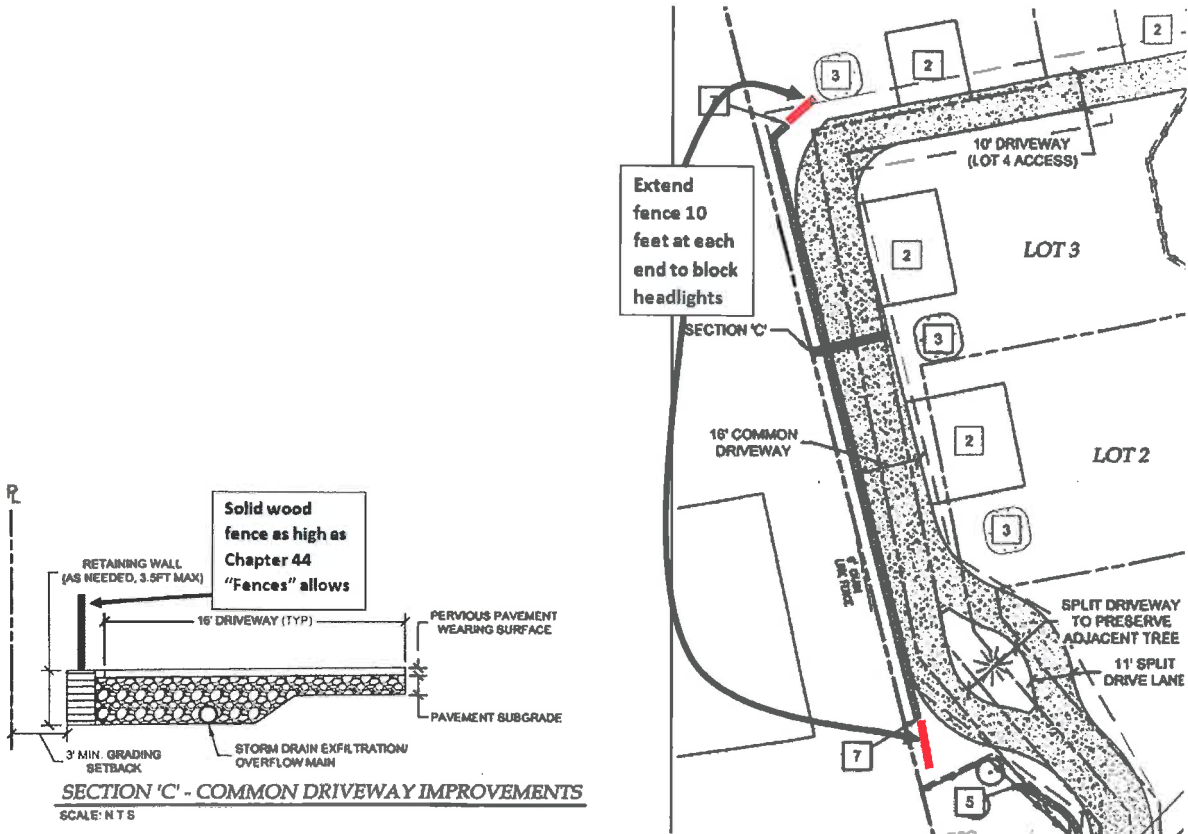 PL
RETAINING WALL
(AS NEEDED, 3.5FT MAX)
Solid wood
fence as high as
Chapter 44
"Fences" allows
16' DRIVEWAY (TYP)
PERVIOUS PAVEMENT
WEARING SURFACE
PAVEMENT SUBGRADE
3' MIN. GRADING
SETBACK
STORM DRAIN EXFILTRATION/
OVERFLOW MAIN
SECTION 'C' - COMMON DRIVEWAY IMPROVEMENTS
SCALE: N T S
2
3
2
7
10' DRIVEWAY
(LOT 4 ACCESS)
Extend
fence 10
feet at each
end to block
headlights
2
LOT 3
SECTION 'C'
3
16' COMMON
DRIVEWAY
2
LOT 2
3
LINK FENCE
SPLIT DRIVEWAY
TO PRESERVE
ADJACENT TREE
11' SPLIT
DRIVE LANE
7
5